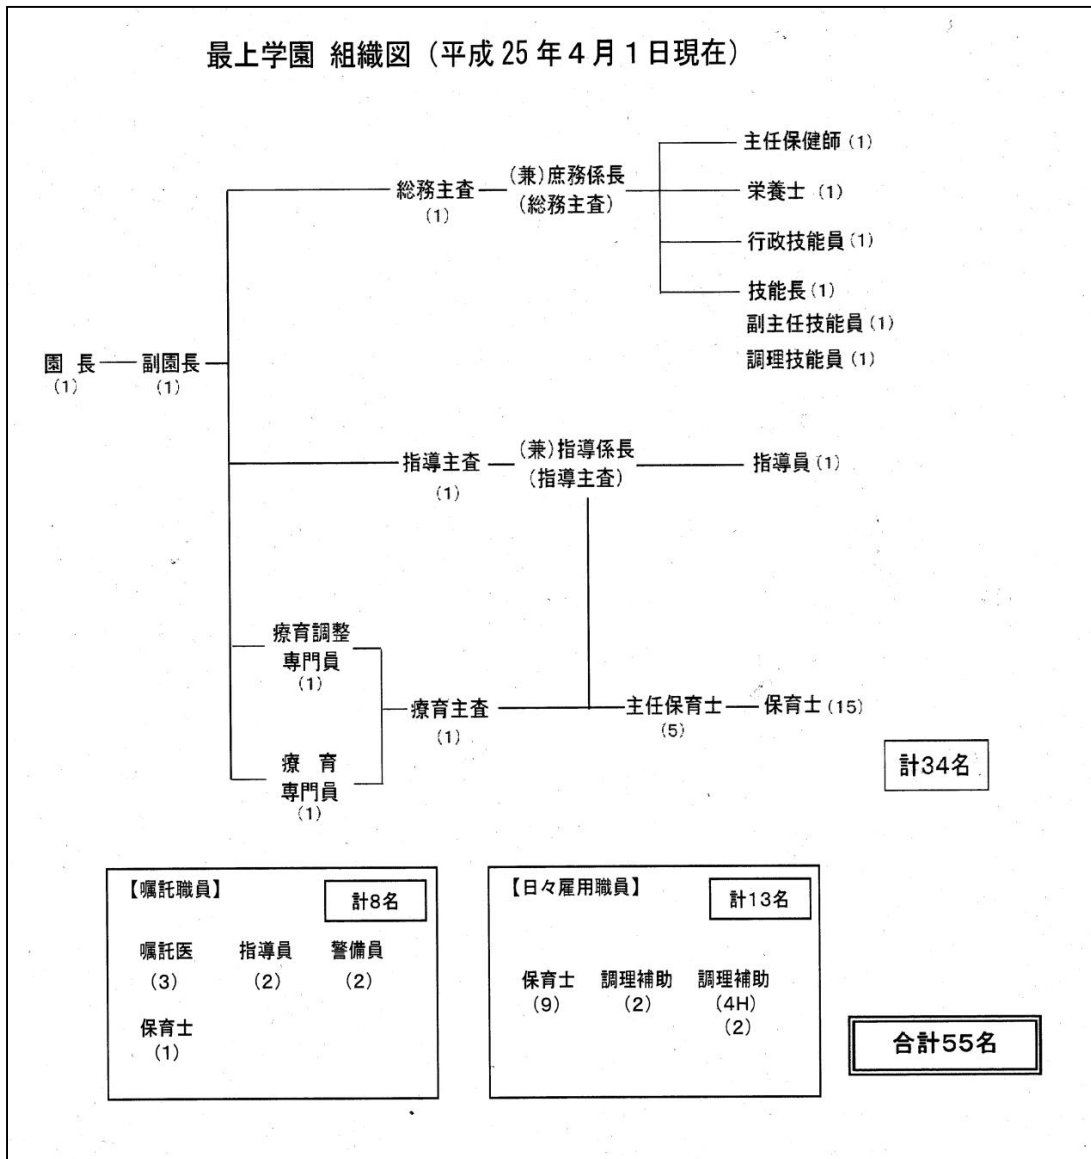 最上学園 組織図（平成25年4月1日現在）
主任保健師 (1)
総務主査
(1)
(兼)庶務係長
(総務主査)
栄養士 (1)
行政技能員 (1)
技能長 (1)
副主任技能員 (1)
調理技能員 (1)
園 長
(1)
副園長
(1)
指導主査
(1)
(兼)指導係長
(指導主査)
指導員 (1)
療育調整
専門員
(1)
療育主査
(1)
主任保育士
(5)
保育士 (15)
療 育
専門員
(1)
計34名
【嘱託職員】
計8名
嘱託医
(3)
指導員
(2)
警備員
(2)
保育士
(1)
【日々雇用職員】
計13名
保育士
(9)
調理補助
(2)
調理補助
(4H)
(2)
合計55名